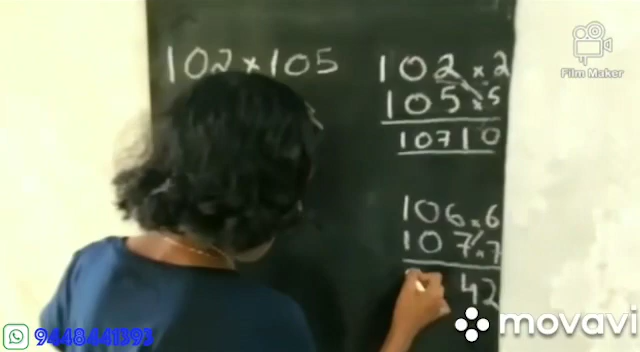 102 × 105
102 × 2
105 × 5
10710
106 × 6
107 × 7
42
Film Maker
9448441393
movavi